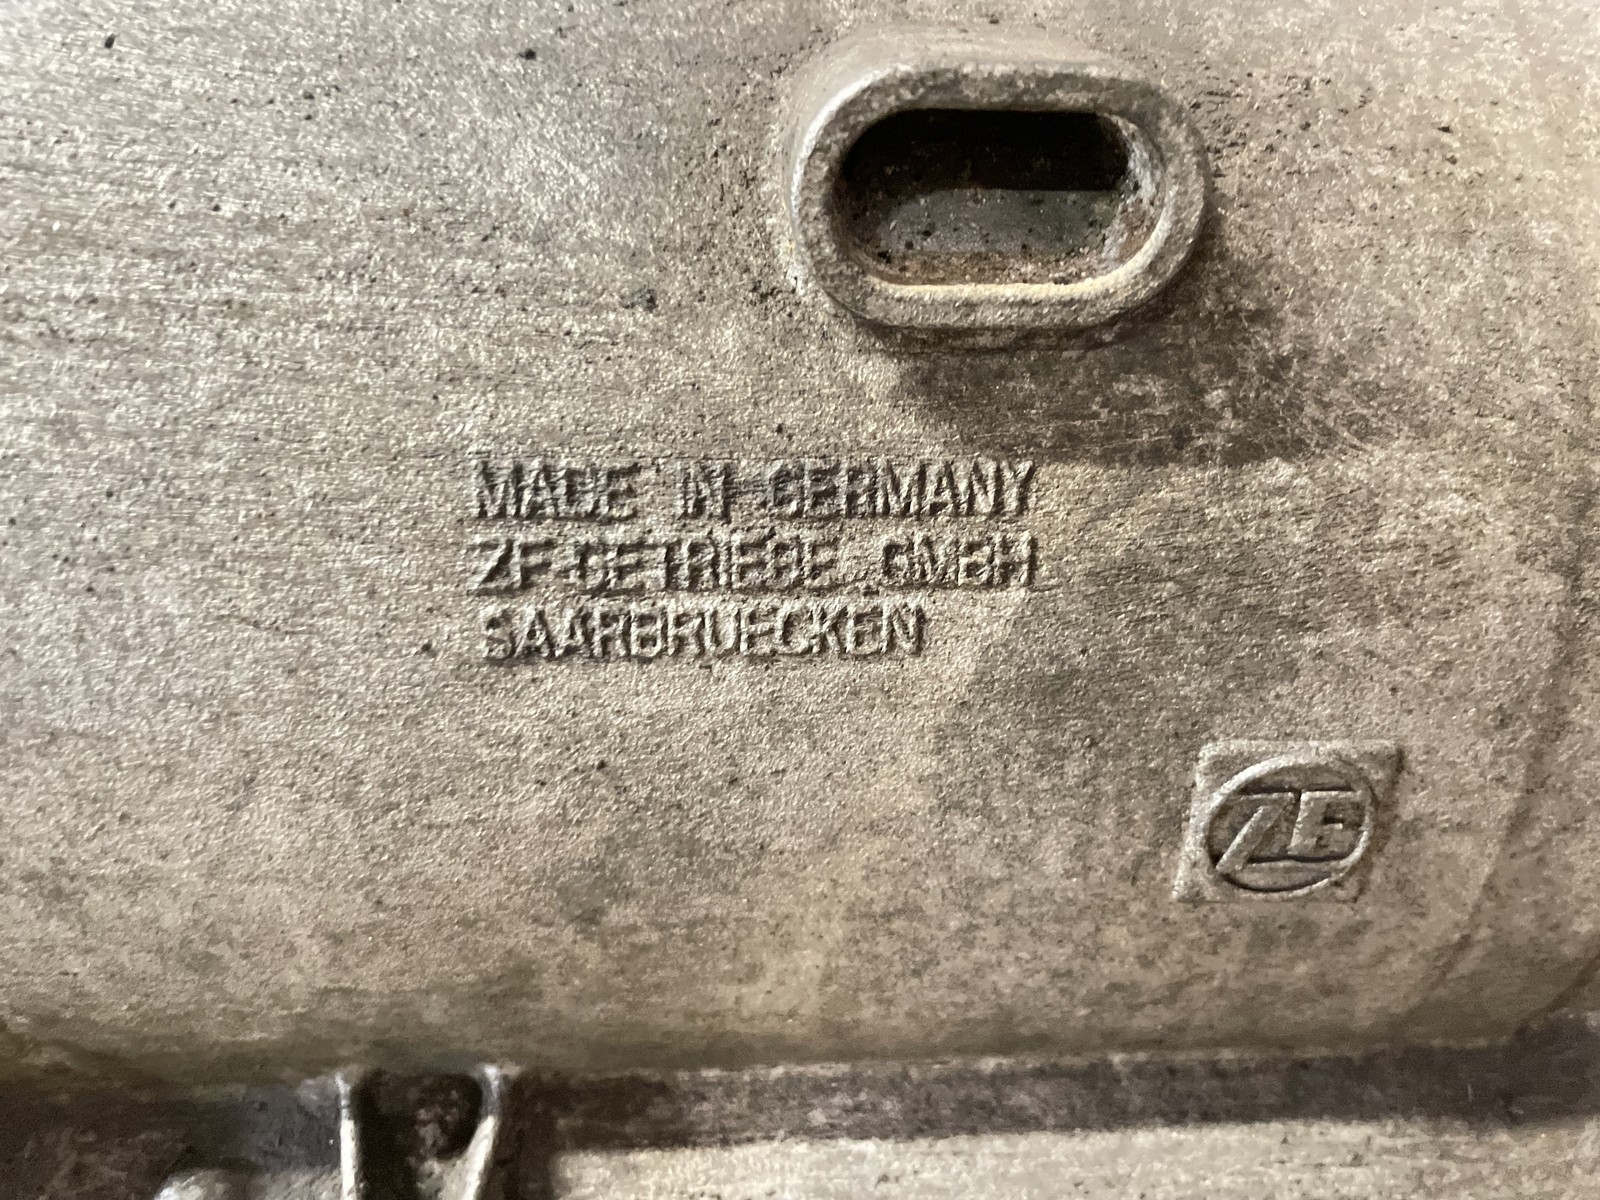 MADE IN GERMANY
ZF-GETRIEBE GMBH
SAARBRUECKEN
ZF